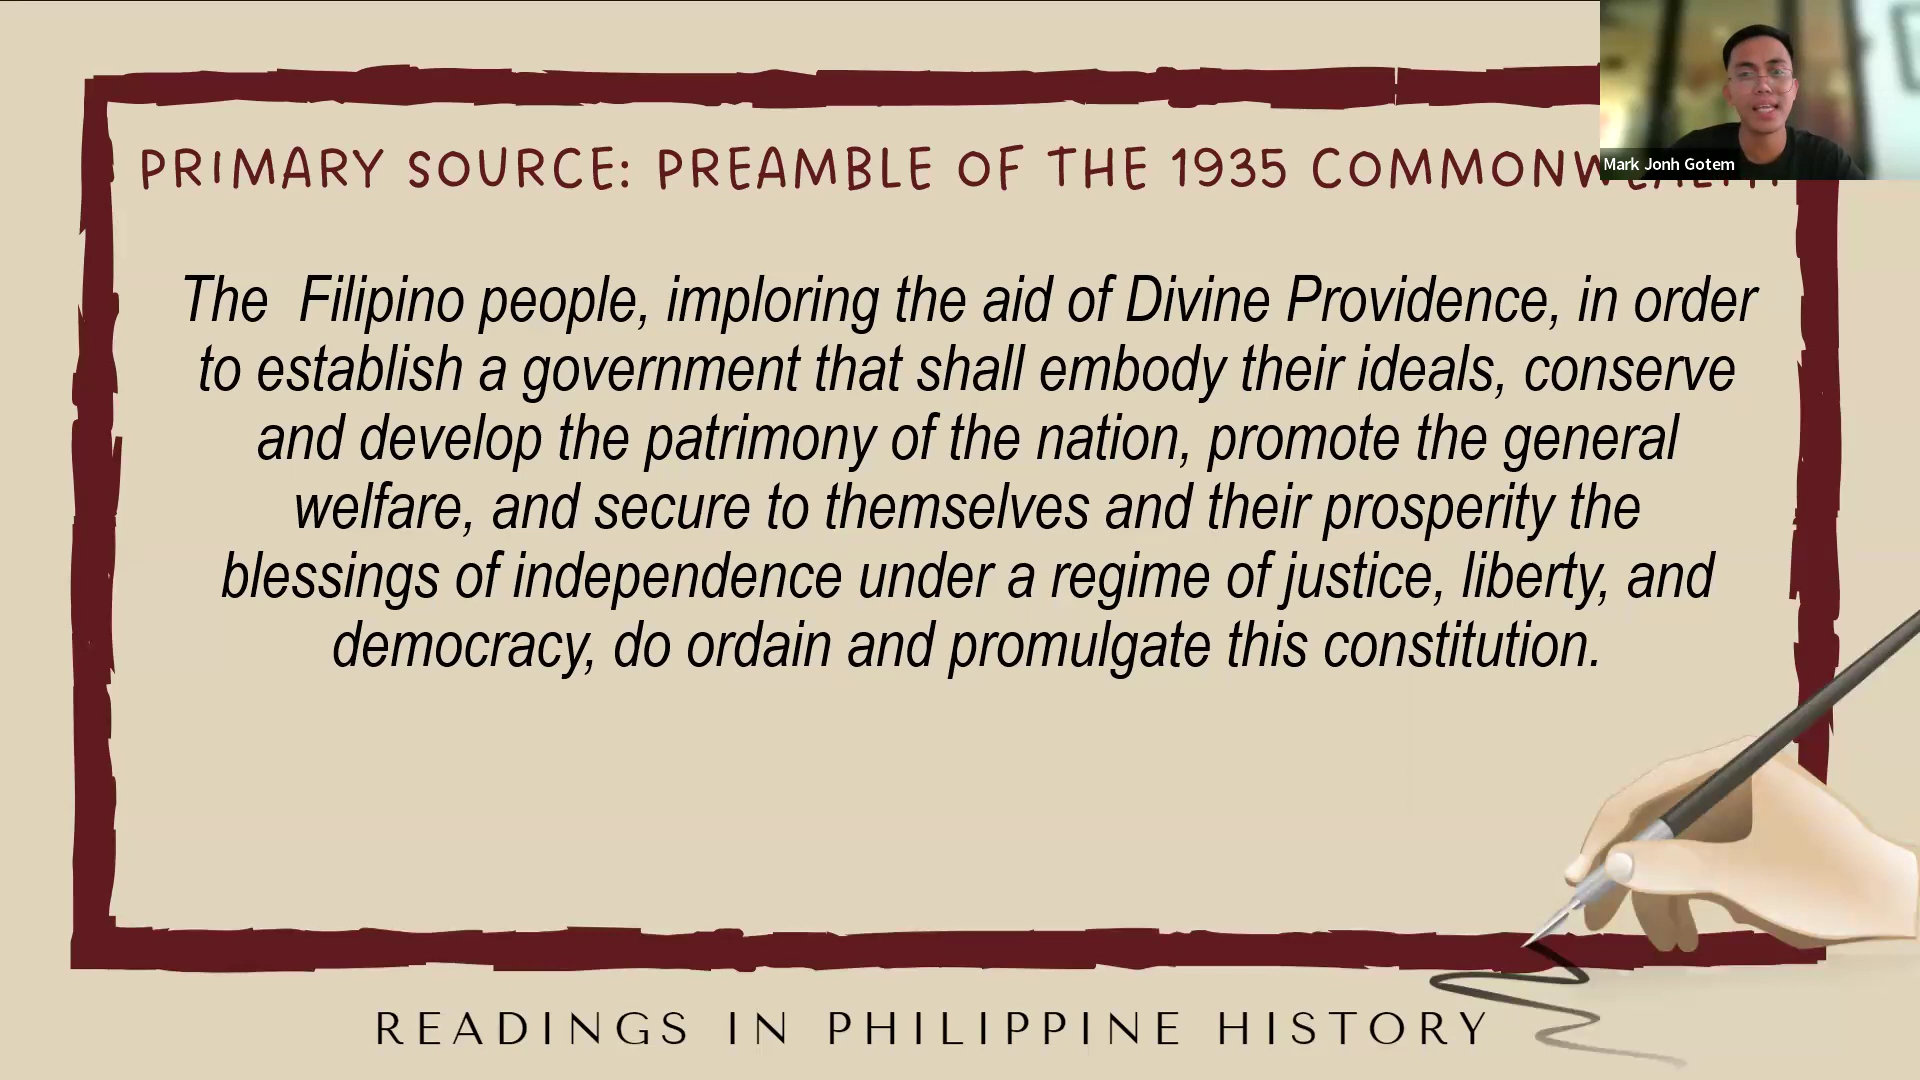 PRIMARY SOURCE: PREAMBLE OF THE 1935 COMMONWEALTH
Mark Jonh Gotem
The Filipino people, imploring the aid of Divine Providence, in order
to establish a government that shall embody their ideals, conserve
and develop the patrimony of the nation, promote the general
welfare, and secure to themselves and their prosperity the
blessings of independence under a regime of justice, liberty, and
democracy, do ordain and promulgate this constitution.
READINGS IN PHILIPPINE HISTORY